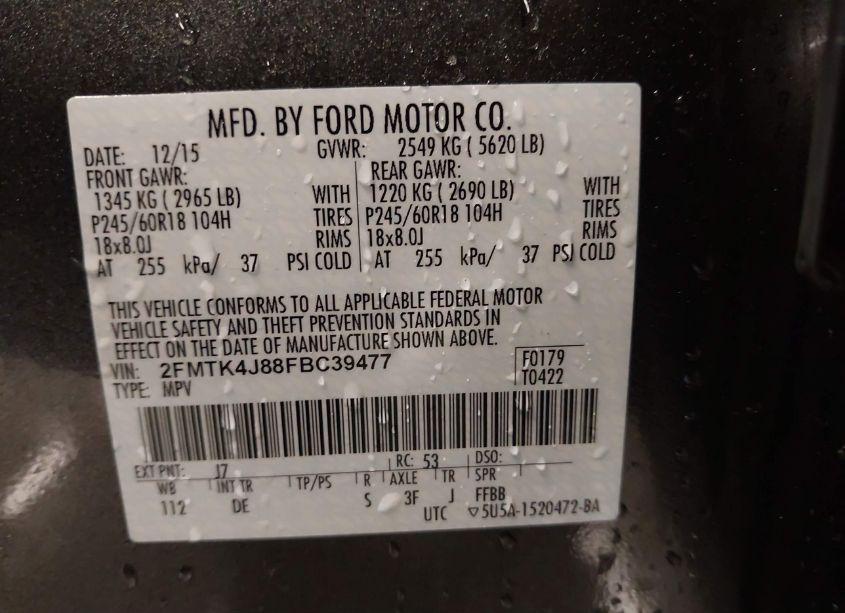 MFD. BY FORD MOTOR CO.
DATE: 12/15 GVWR: 2549 KG ( 5620 LB)
FRONT GAWR: REAR GAWR:
1345 KG ( 2965 LB) WITH 1220 KG ( 2690 LB) WITH
P245/60R18 104H TIRES P245/60R18 104H TIRES
18x8.0J RIMS 18x8.0J RIMS
AT 255 kPa/ 37 PSI COLD AT 255 kPa/ 37 PSI COLD
THIS VEHICLE CONFORMS TO ALL APPLICABLE FEDERAL MOTOR
VEHICLE SAFETY AND THEFT PREVENTION STANDARDS IN
EFFECT ON THE DATE OF MANUFACTURE SHOWN ABOVE.
VIN: 2FMTK4J88FBC39477 F0179
TYPE: MPV T0422
EXT PNT: J7 RC: 53 DSO:
WB INT TR TP/PS R AXLE TR SPR
112 DE S 3F J FFBB
UTC ▽5U5A-1520472-BA